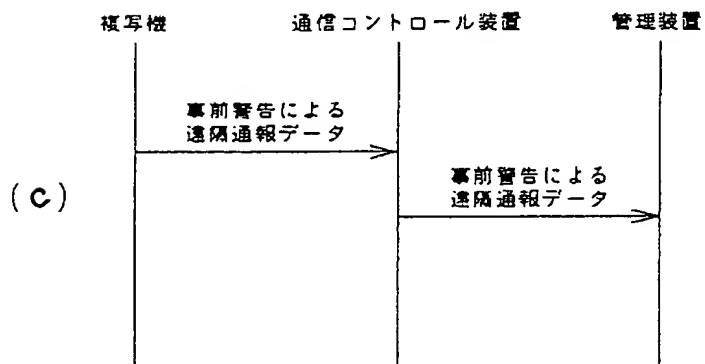 複写機 通信コントロール装置 管理装置
事前警告による
遠隔通報データ
事前警告による
遠隔通報データ
(c)